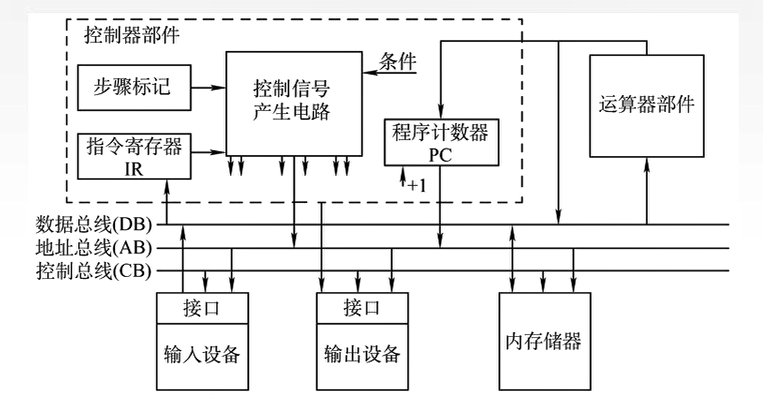 控制器部件
步骤标记
控制信号
产生电路
条件
运算器部件
指令寄存器
IR
程序计数器
PC
+1
数据总线(DB)
地址总线(AB)
控制总线(CB)
接口
输入设备
接口
输出设备
内存储器